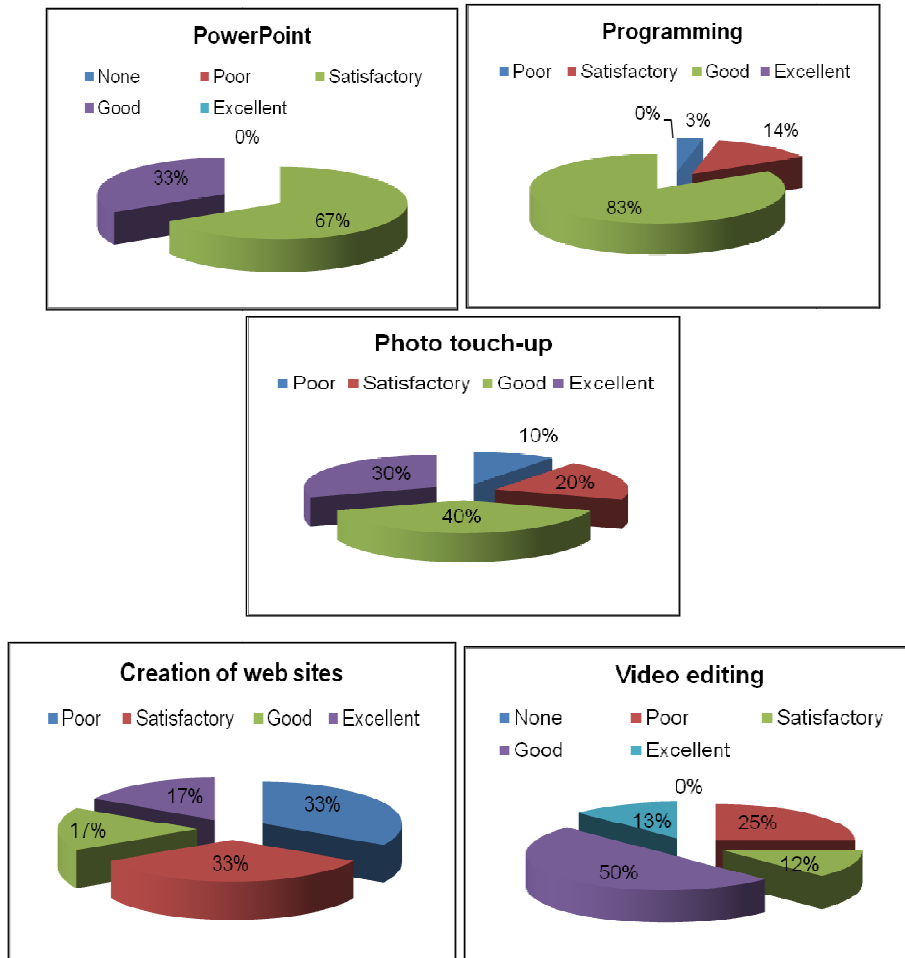 PowerPoint
None Poor Satisfactory
Good Excellent
0%
33%
67%
Programming
Poor Satisfactory Good Excellent
0% 3% 14%
83%
Photo touch-up
Poor Satisfactory Good Excellent
10%
30% 20%
40%
Creation of web sites
Poor Satisfactory Good Excellent
17% 33%
17%
33%
Video editing
None Poor Satisfactory
Good Excellent
0%
13% 25%
50% 12%